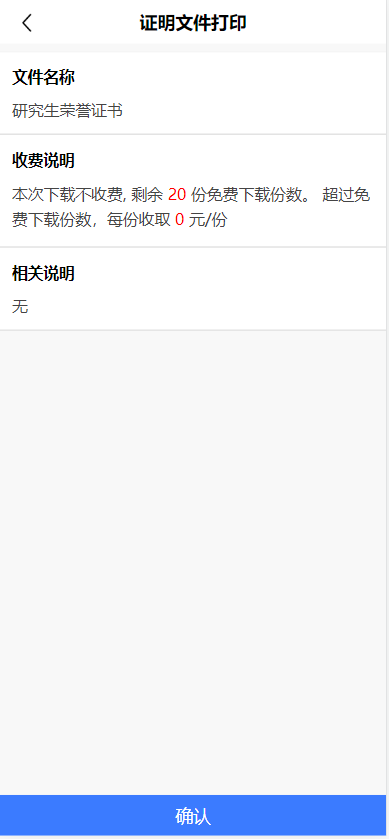 证明文件打印
文件名称
研究生荣誉证书
收费说明
本次下载不收费, 剩余 20 份免费下载份数。 超过免
费下载份数，每份收取 0 元/份
相关说明
无
确认